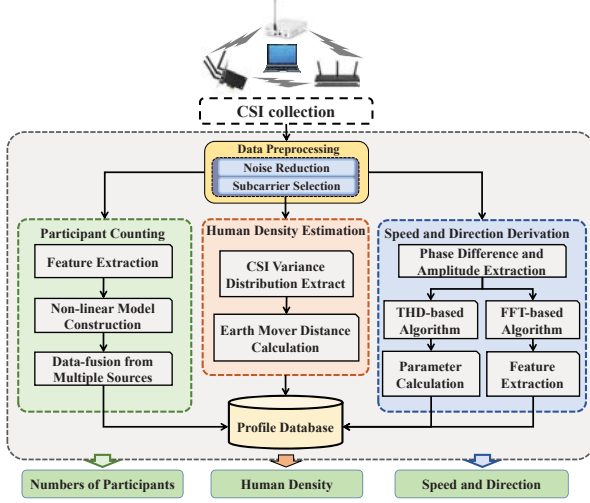 CSI collection
Data Preprocessing
Noise Reduction
Subcarrier Selection
Participant Counting
Feature Extraction
Non-linear Model
Construction
Data-fusion from
Multiple Sources
Human Density Estimation
CSI Variance
Distribution Extract
Earth Mover Distance
Calculation
Speed and Direction Derivation
Phase Difference and
Amplitude Extraction
THD-based
Algorithm
FFT-based
Algorithm
Parameter
Calculation
Feature
Extraction
Profile Database
Numbers of Participants
Human Density
Speed and Direction